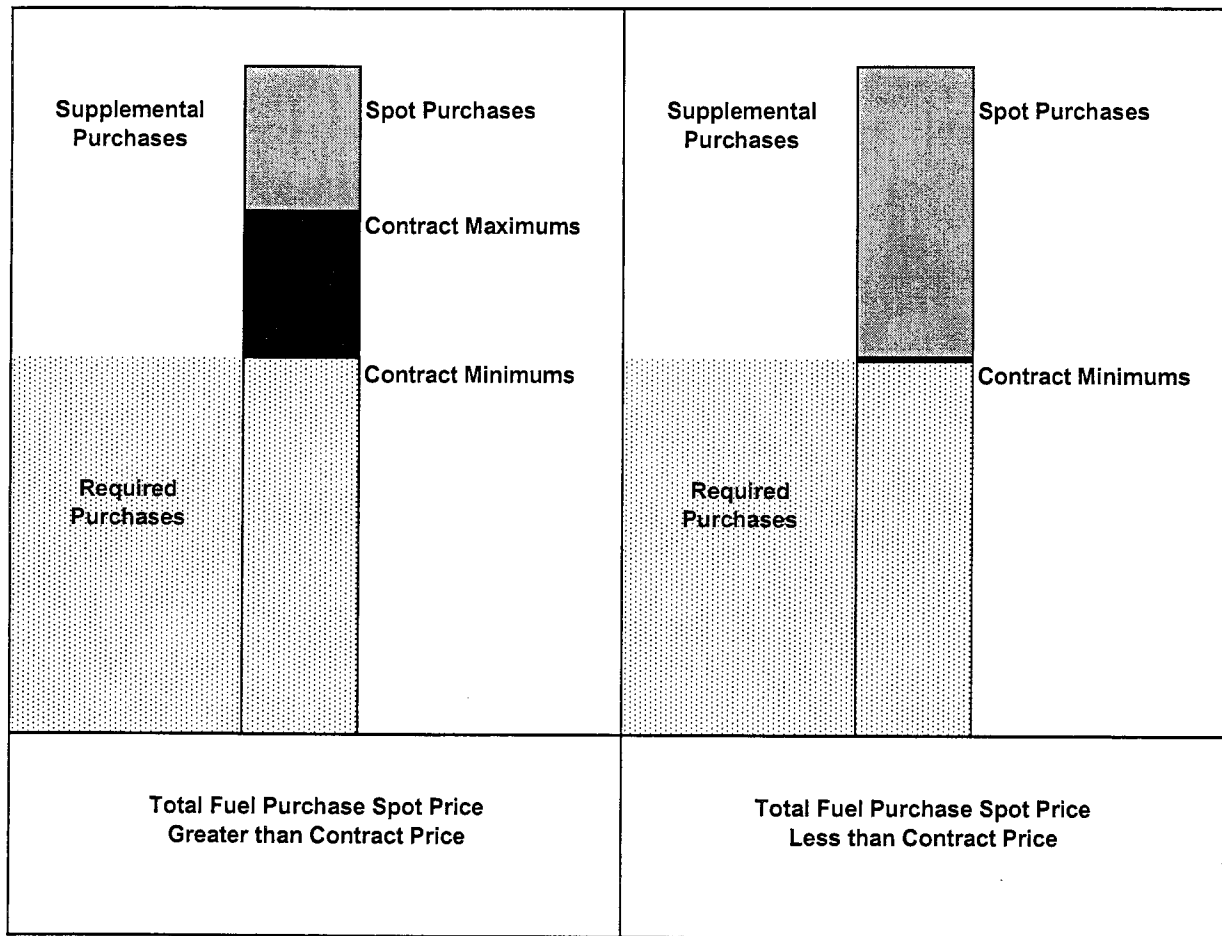 Supplemental
Purchases
Spot Purchases
Contract Maximums
Contract Minimums
Required
Purchases
Total Fuel Purchase Spot Price
Greater than Contract Price
Supplemental
Purchases
Spot Purchases
Contract Minimums
Required
Purchases
Total Fuel Purchase Spot Price
Less than Contract Price